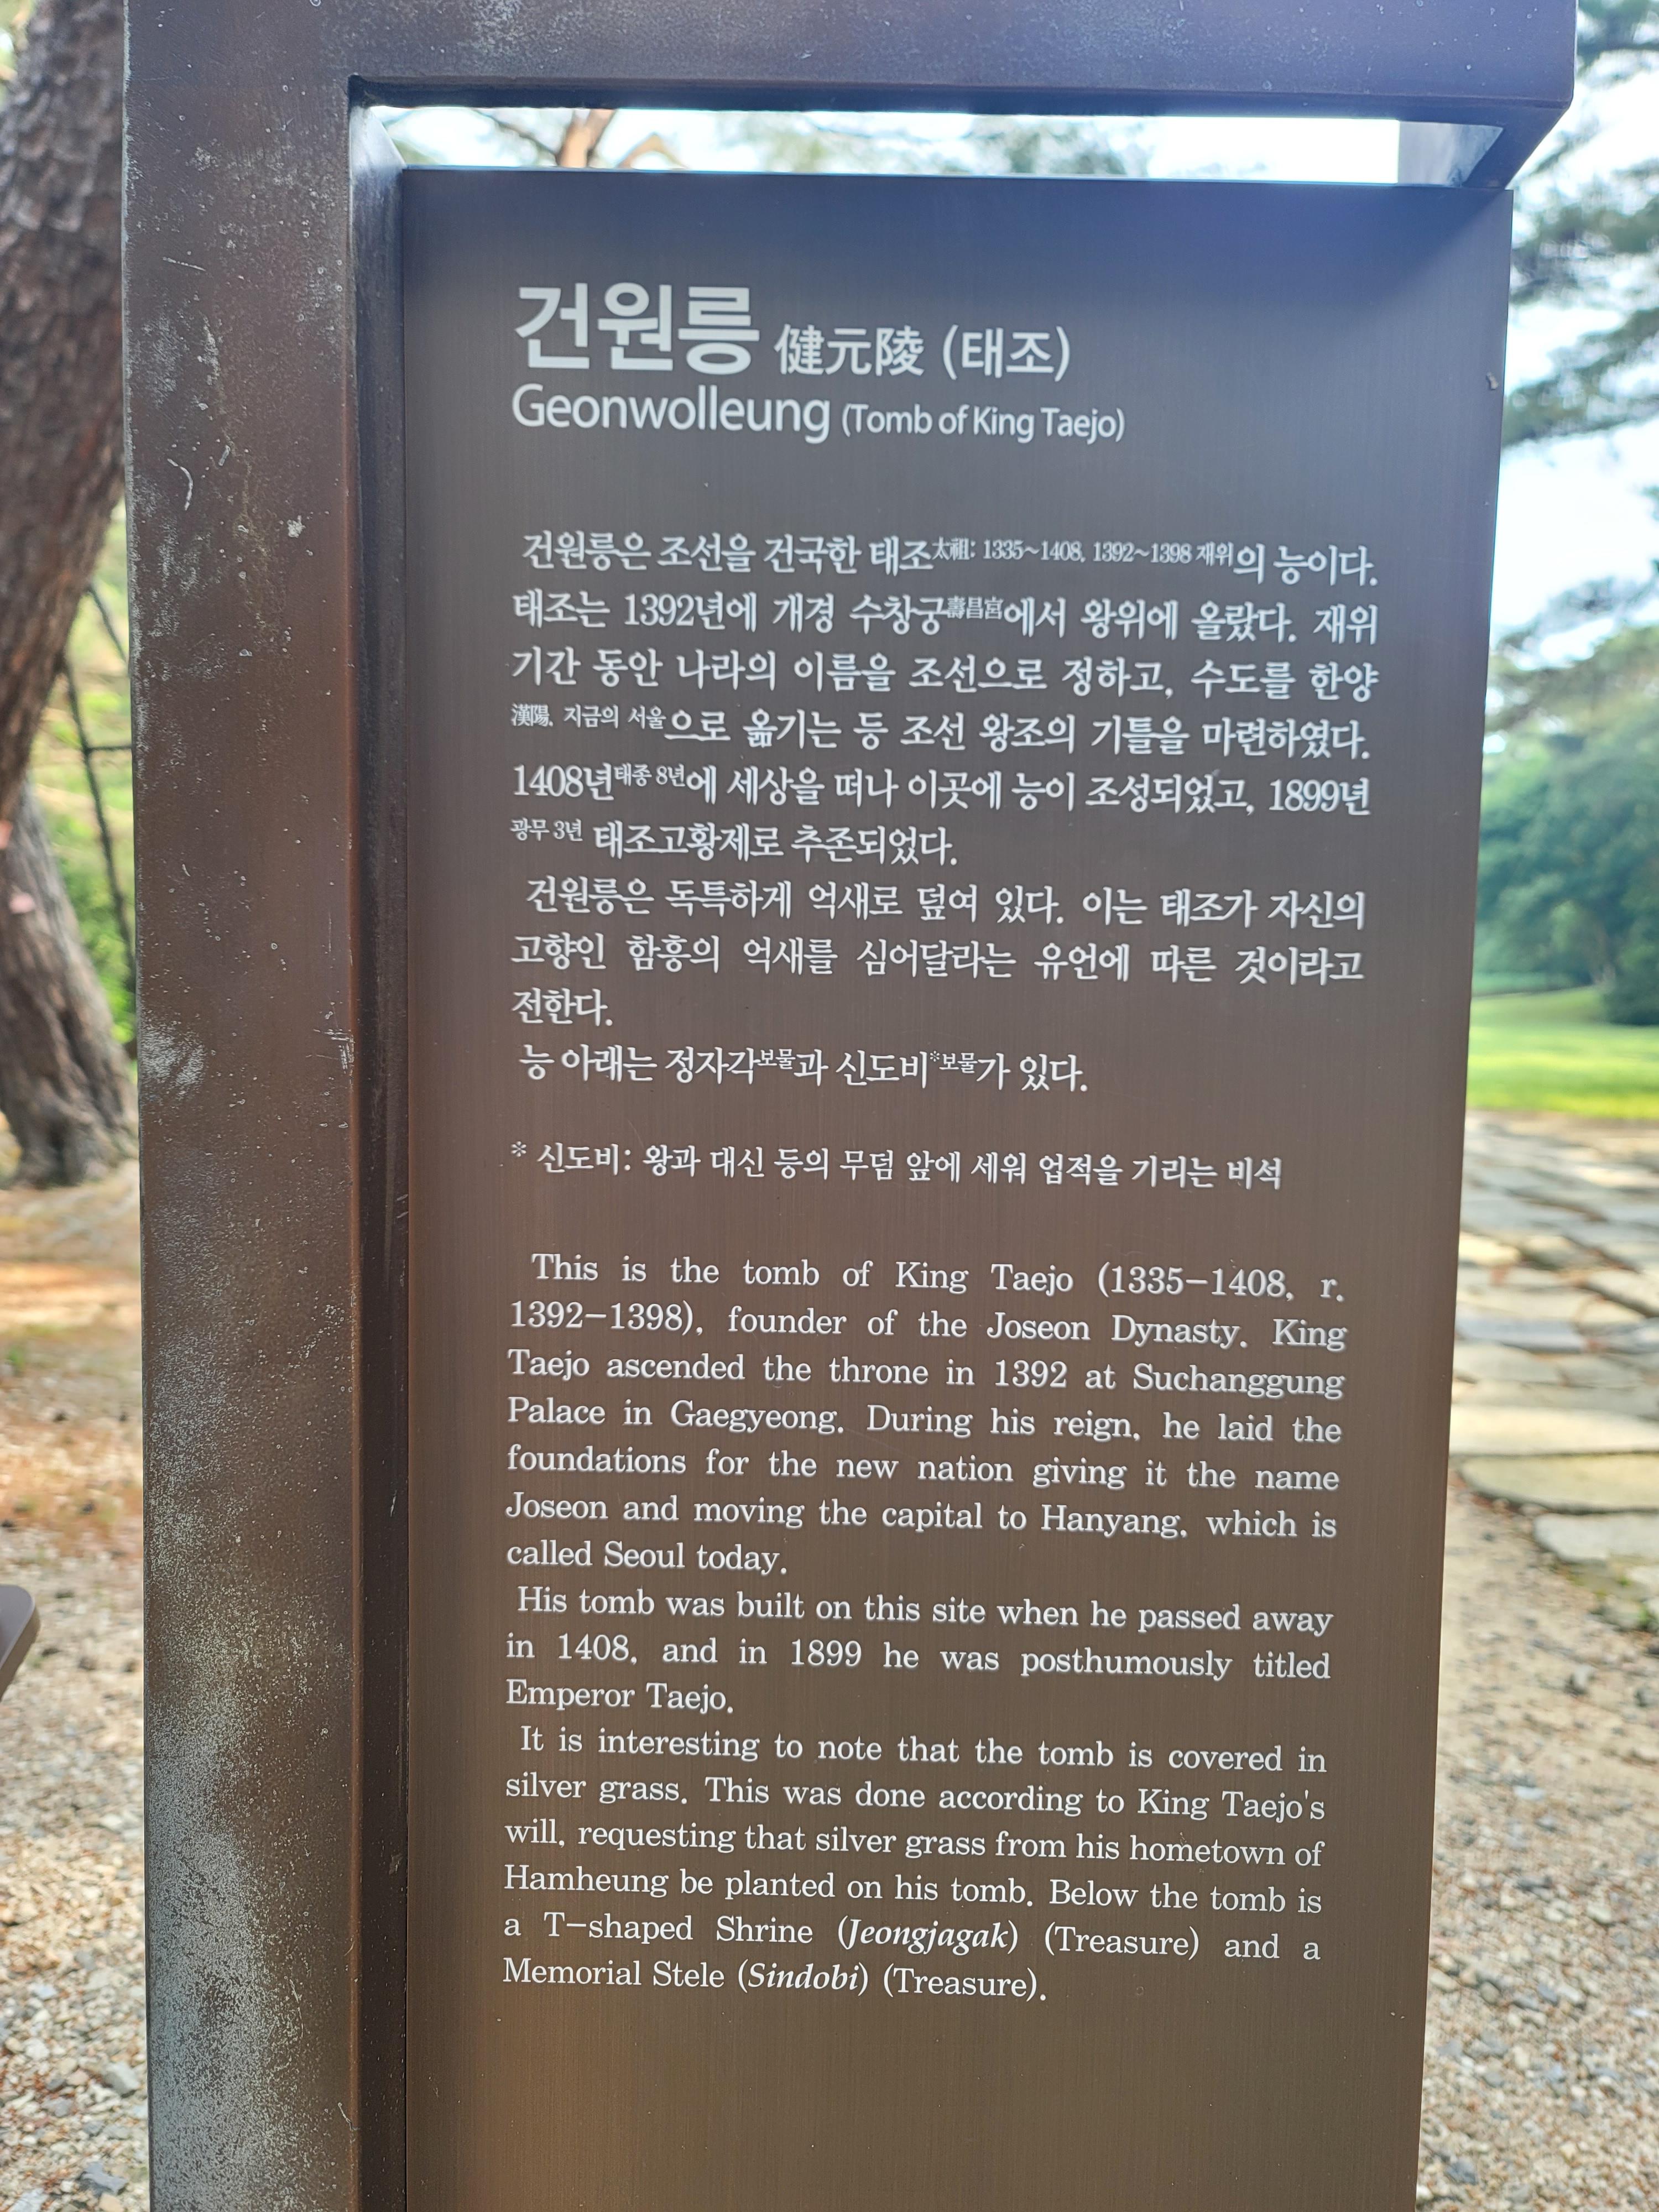 건원릉 健元陵 (태조)
Geonwolleung (Tomb of King Taejo)
건원릉은 조선을 건국한 태조太祖: 1335~1408, 1392~1398 재위의 능이다.
태조는 1392년에 개경 수창궁壽昌宮에서 왕위에 올랐다. 재위
기간 동안 나라의 이름을 조선으로 정하고, 수도를 한양
漢陽, 지금의 서울으로 옮기는 등 조선 왕조의 기틀을 마련하였다.
1408년태종 8년에 세상을 떠나 이곳에 능이 조성되었고, 1899년
광무 3년 태조고황제로 추존되었다.
건원릉은 독특하게 억새로 덮여 있다. 이는 태조가 자신의
고향인 함흥의 억새를 심어달라는 유언에 따른 것이라고
전한다.
능 아래는 정자각보물과 신도비※보물가 있다.
※ 신도비: 왕과 대신 등의 무덤 앞에 세워 업적을 기리는 비석
This is the tomb of King Taejo (1335-1408, r.
1392-1398), founder of the Joseon Dynasty. King
Taejo ascended the throne in 1392 at Suchanggung
Palace in Gaegyeong. During his reign, he laid the
foundations for the new nation giving it the name
Joseon and moving the capital to Hanyang, which is
called Seoul today.
His tomb was built on this site when he passed away
in 1408, and in 1899 he was posthumously titled
Emperor Taejo.
It is interesting to note that the tomb is covered in
silver grass. This was done according to King Taejo's
will, requesting that silver grass from his hometown of
Hamheung be planted on his tomb. Below the tomb is
a T-shaped Shrine (Jeongjagak) (Treasure) and a
Memorial Stele (Sindobi) (Treasure).